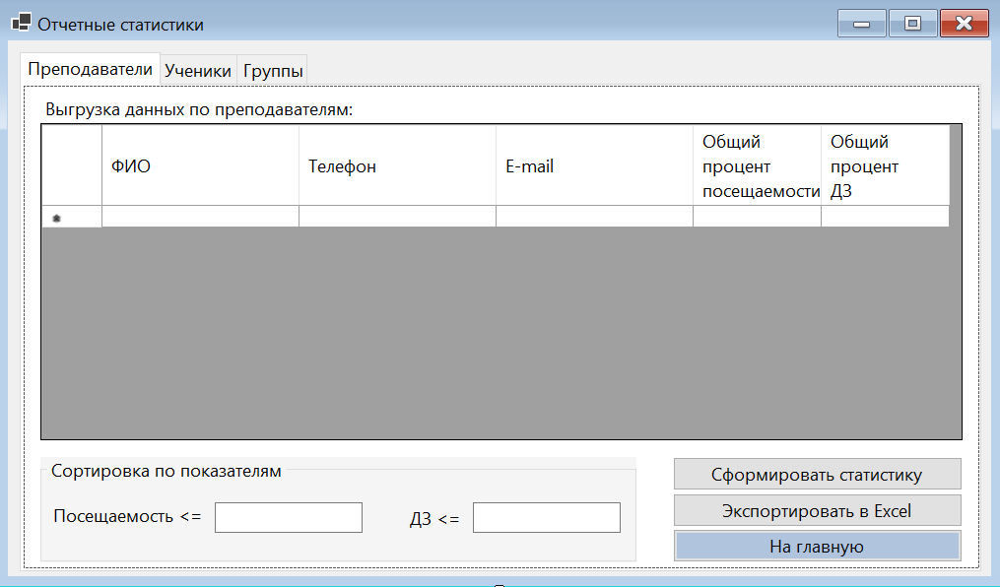 Отчетные статистики
Преподаватели Ученики Группы
Выгрузка данных по преподавателям:
ФИО
Телефон
E-mail
Общий
процент
посещаемости
Общий
процент
ДЗ
Сортировка по показателям
Посещаемость <=
ДЗ <=
Сформировать статистику
Экспортировать в Excel
На главную